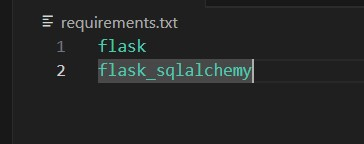 requirements.txt
1 flask
2 flask_sqlalchemy